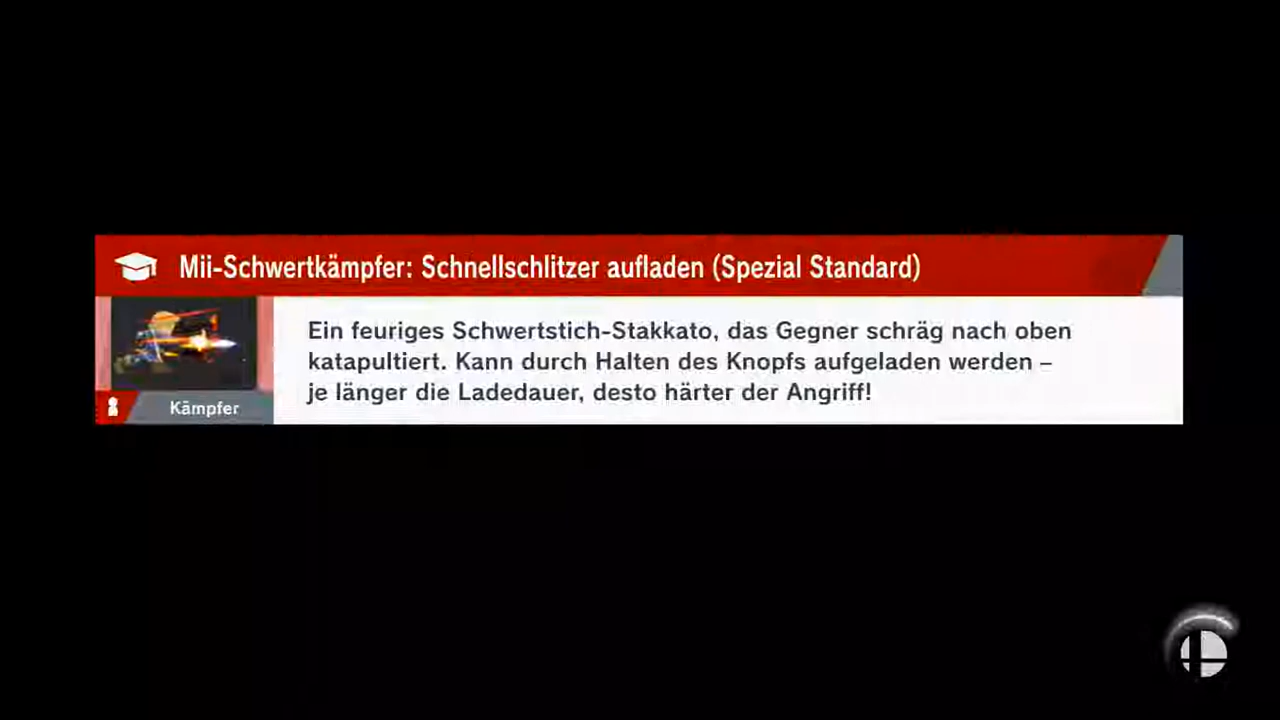 Mii-Schwertkämpfer: Schnellschlitzer aufladen (Spezial Standard)
Ein feuriges Schwertstich-Stakkato, das Gegner schräg nach oben
katapultiert. Kann durch Halten des Knopfs aufgeladen werden –
je länger die Ladedauer, desto härter der Angriff!
Kämpfer